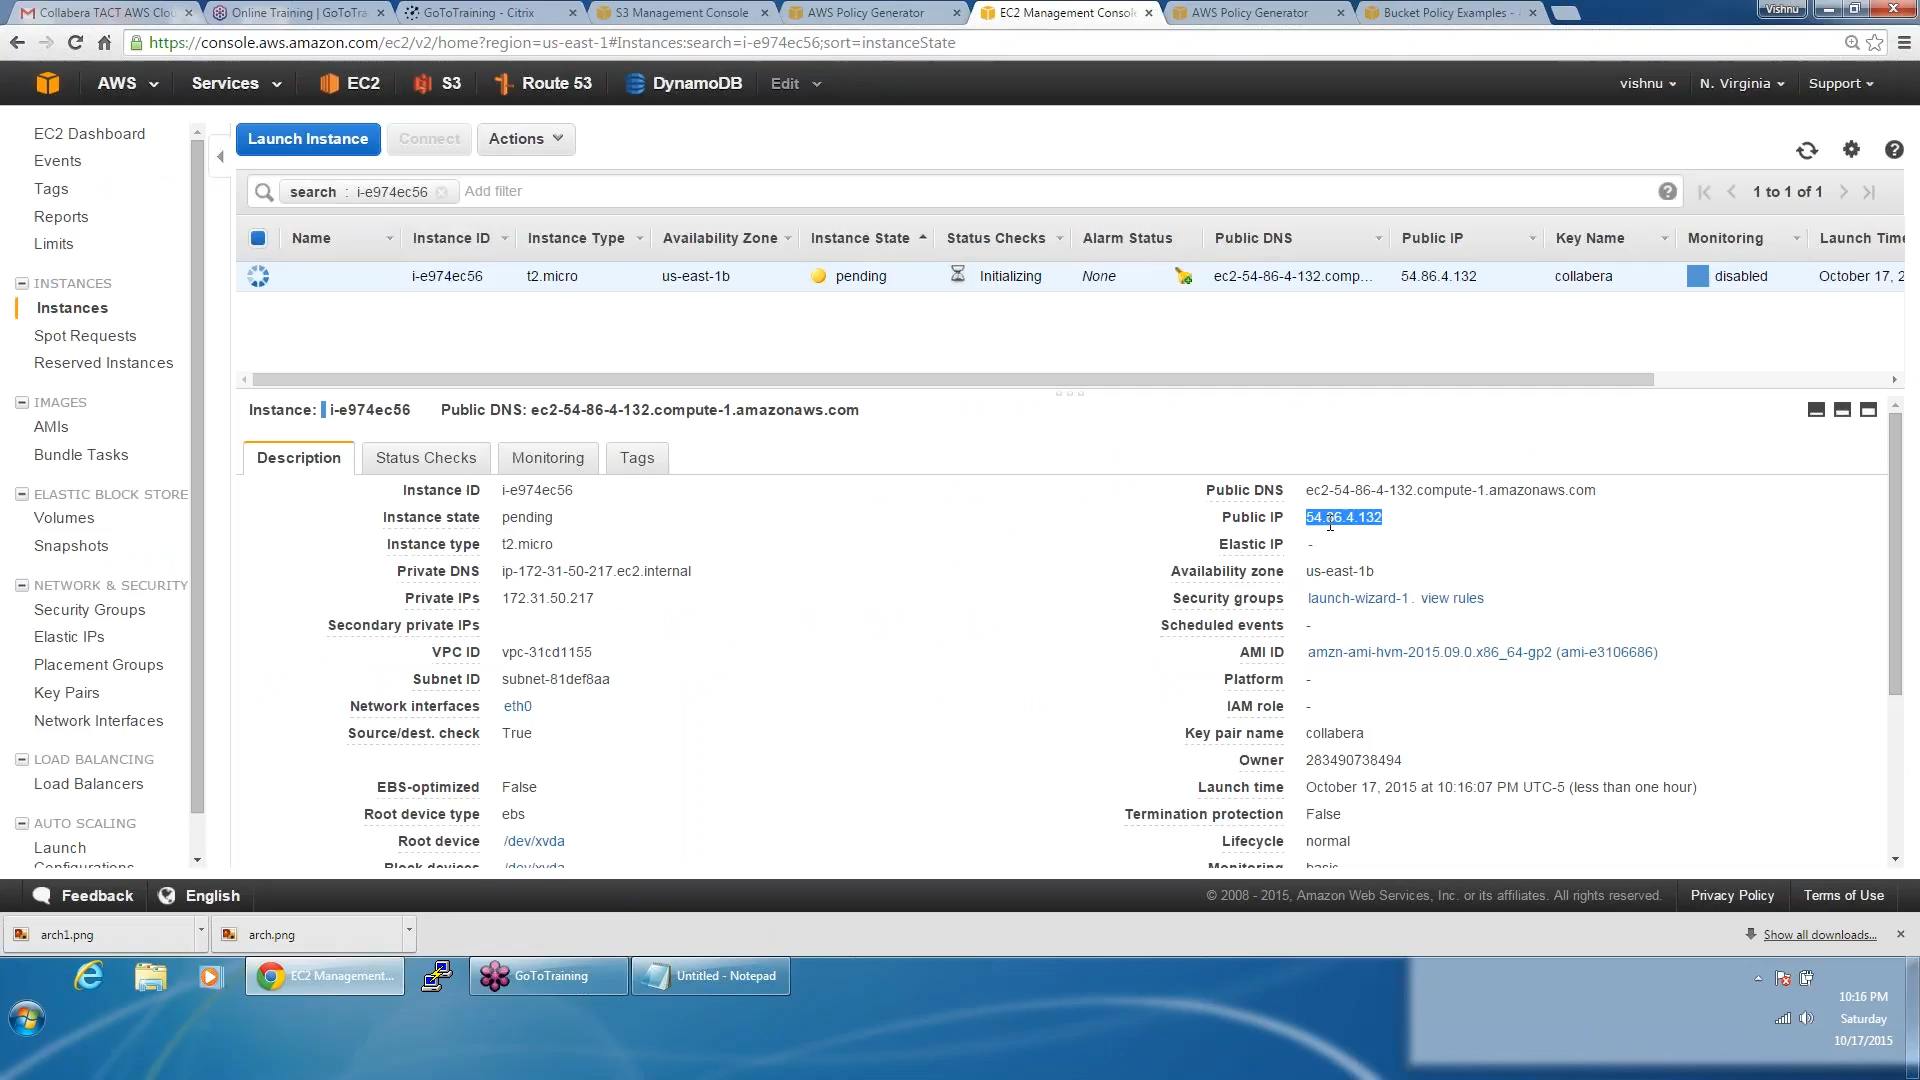 Collabera TACT AWS Clou
Online Training | GoToTra
GoToTraining - Citrix
S3 Management Console
AWS Policy Generator
EC2 Management Consol
AWS Policy Generator
Bucket Policy Examples -
Vishnu
https://console.aws.amazon.com/ec2/v2/home?region=us-east-1#Instances:search=i-e974ec56;sort=instanceState
AWS
Services
EC2
S3
Route 53
DynamoDB
Edit
vishnu
N. Virginia
Support
EC2 Dashboard
Events
Tags
Reports
Limits
INSTANCES
Instances
Spot Requests
Reserved Instances
IMAGES
AMIs
Bundle Tasks
ELASTIC BLOCK STORE
Volumes
Snapshots
NETWORK & SECURITY
Security Groups
Elastic IPs
Placement Groups
Key Pairs
Network Interfaces
LOAD BALANCING
Load Balancers
AUTO SCALING
Launch
Configurations
Launch Instance
Connect
Actions
search : i-e974ec56
Add filter
1 to 1 of 1
Name Instance ID Instance Type Availability Zone Instance State Status Checks Alarm Status Public DNS Public IP Key Name Monitoring Launch Time
i-e974ec56 t2.micro us-east-1b pending Initializing None ec2-54-86-4-132.comp... 54.86.4.132 collabera disabled October 17, 2
Instance: i-e974ec56 Public DNS: ec2-54-86-4-132.compute-1.amazonaws.com
Description Status Checks Monitoring Tags
Instance ID i-e974ec56
Instance state pending
Instance type t2.micro
Private DNS ip-172-31-50-217.ec2.internal
Private IPs 172.31.50.217
Secondary private IPs
VPC ID vpc-31cd1155
Subnet ID subnet-81def8aa
Network interfaces eth0
Source/dest. check True
EBS-optimized False
Root device type ebs
Root device /dev/xvda
Block devices /dev/xvda
Public DNS ec2-54-86-4-132.compute-1.amazonaws.com
Public IP 54.86.4.132
Elastic IP -
Availability zone us-east-1b
Security groups launch-wizard-1. view rules
Scheduled events -
AMI ID amzn-ami-hvm-2015.09.0.x86_64-gp2 (ami-e3106686)
Platform -
IAM role -
Key pair name collabera
Owner 283490738494
Launch time October 17, 2015 at 10:16:07 PM UTC-5 (less than one hour)
Termination protection False
Lifecycle normal
Monitoring basic
Feedback
English
© 2008 - 2015, Amazon Web Services, Inc. or its affiliates. All rights reserved.
Privacy Policy
Terms of Use
arch1.png
arch.png
Show all downloads...
EC2 Management...
GoToTraining
Untitled - Notepad
10:16 PM
Saturday
10/17/2015